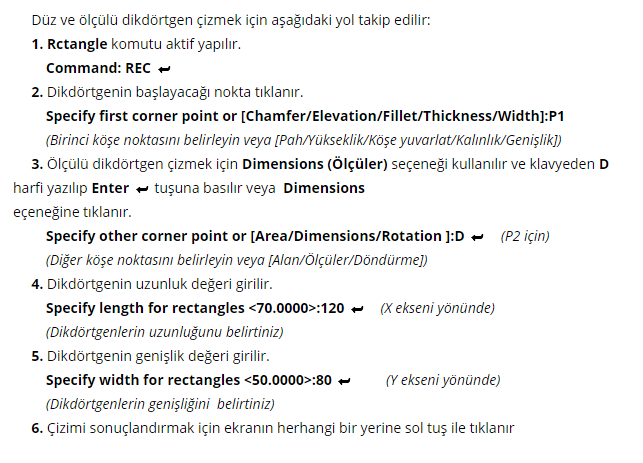 Düz ve ölçülü dikdörtgen çizmek için aşağıdaki yol takip edilir:
1. Rctangle komutu aktif yapılır.
Command: REC ↵
2. Dikdörtgenin başlayacağı nokta tıklanır.
Specify first corner point or [Chamfer/Elevation/Fillet/Thickness/Width]:P1
(Birinci köşe noktasını belirleyin veya [Pah/Yükseklik/Köşe yuvarlat/Kalınlık/Genişlik])
3. Ölçülü dikdörtgen çizmek için Dimensions (Ölçüler) seçeneği kullanılır ve klavyeden D
harfi yazılıp Enter ↵ tuşuna basılır veya Dimensions
eçeneğine tıklanır.
Specify other corner point or [Area/Dimensions/Rotation ]:D ↵ (P2 için)
(Diğer köşe noktasını belirleyin veya [Alan/Ölçüler/Döndürme])
4. Dikdörtgenin uzunluk değeri girilir.
Specify length for rectangles <70.0000>:120 ↵ (X ekseni yönünde)
(Dikdörtgenlerin uzunluğunu belirtiniz)
5. Dikdörtgenin genişlik değeri girilir.
Specify width for rectangles <50.0000>:80 ↵ (Y ekseni yönünde)
(Dikdörtgenlerin genişliğini belirtiniz)
6. Çizimi sonuçlandırmak için ekranın herhangi bir yerine sol tuş ile tıklanır